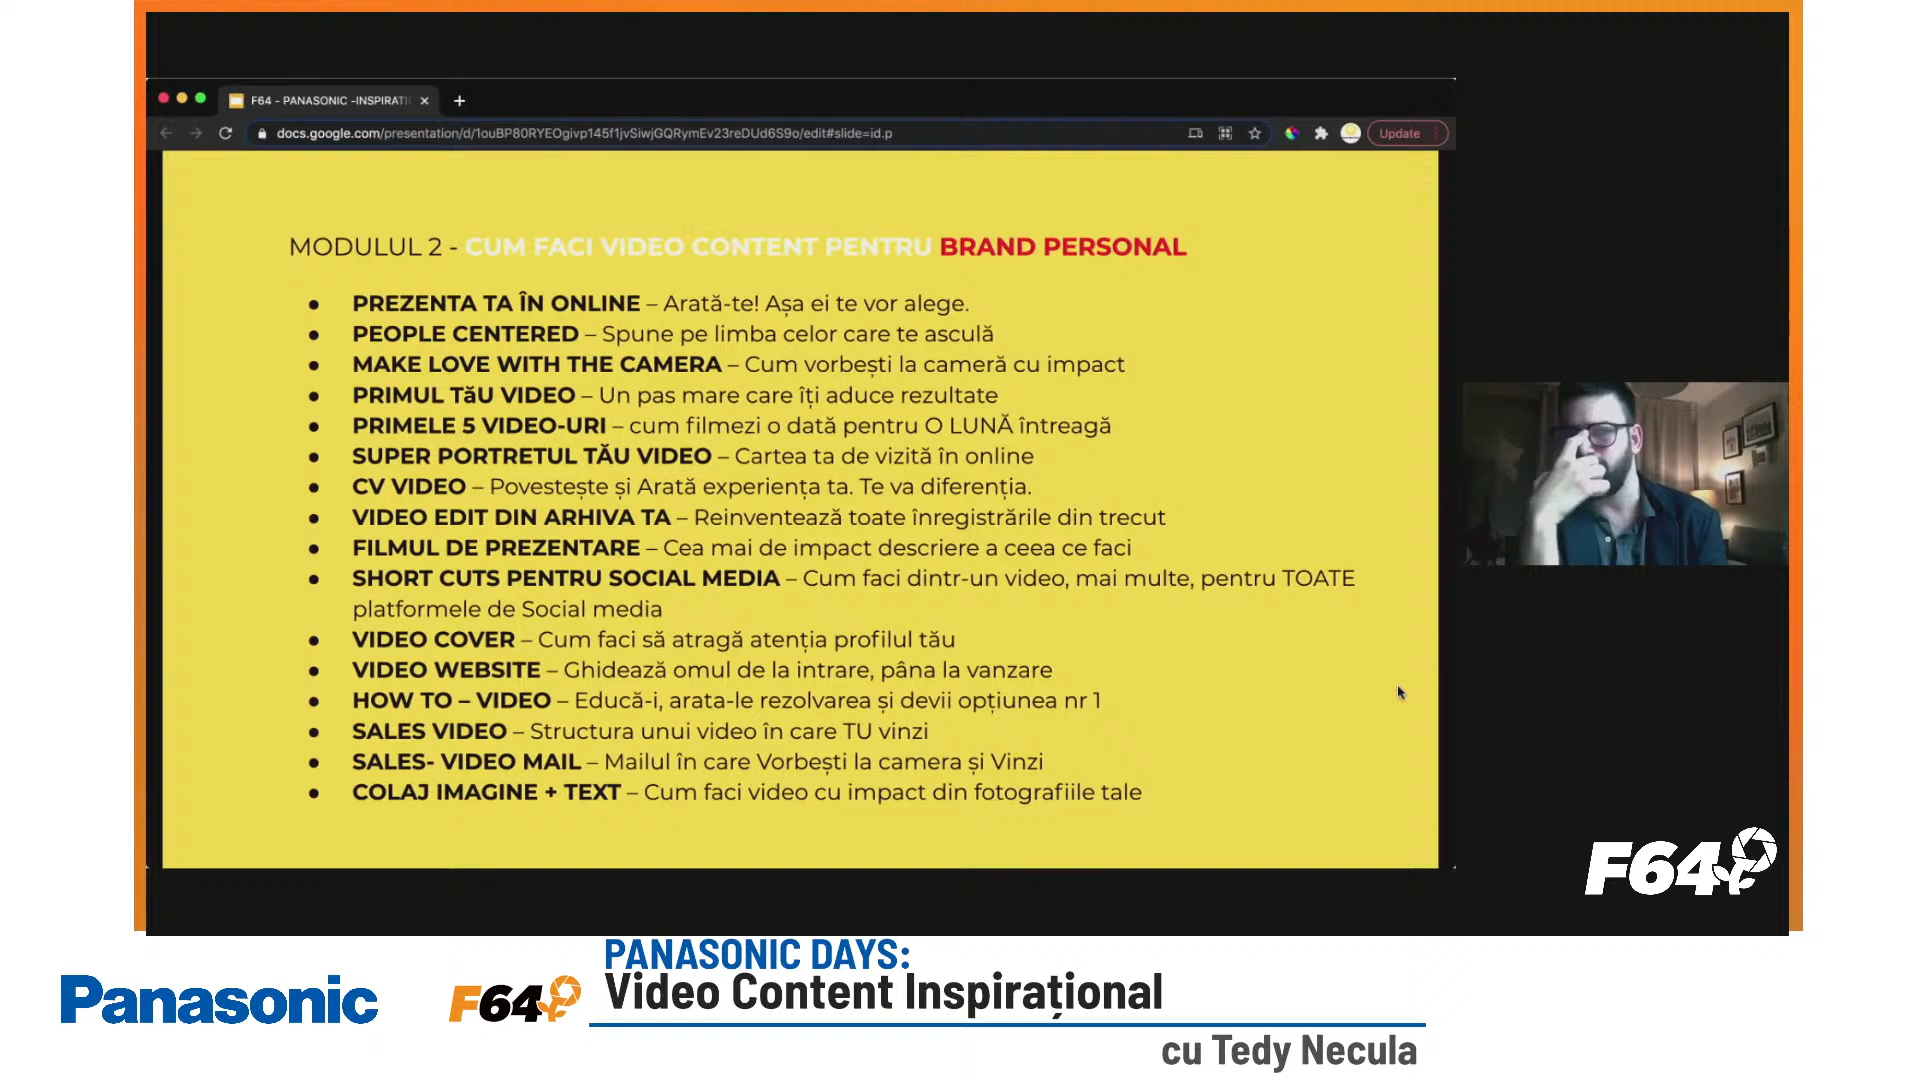 F64 - PANASONIC -INSPIRATI
docs.google.com/presentation/d/1ouBP80RYEOgivp145f1jvSiwjGQRymEv23reDUd6S9o/edit#slide=id.p
Update
MODULUL 2 - CUM FACI VIDEO CONTENT PENTRU BRAND PERSONAL
● PREZENTA TA ÎN ONLINE – Arată-te! Așa ei te vor alege.
● PEOPLE CENTERED – Spune pe limba celor care te asculă
● MAKE LOVE WITH THE CAMERA – Cum vorbești la cameră cu impact
● PRIMUL TăU VIDEO – Un pas mare care îți aduce rezultate
● PRIMELE 5 VIDEO-URI – cum filmezi o dată pentru O LUNĂ întreagă
● SUPER PORTRETUL TĂU VIDEO – Cartea ta de vizită în online
● CV VIDEO – Povestește și Arată experiența ta. Te va diferenția.
● VIDEO EDIT DIN ARHIVA TA – Reinventează toate înregistrările din trecut
● FILMUL DE PREZENTARE – Cea mai de impact descriere a ceea ce faci
● SHORT CUTS PENTRU SOCIAL MEDIA – Cum faci dintr-un video, mai multe, pentru TOATE
platformele de Social media
● VIDEO COVER – Cum faci să atragă atenția profilul tău
● VIDEO WEBSITE – Ghidează omul de la intrare, pâna la vanzare
● HOW TO – VIDEO – Educă-i, arata-le rezolvarea și devii opțiunea nr 1
● SALES VIDEO – Structura unui video în care TU vinzi
● SALES- VIDEO MAIL – Mailul în care Vorbești la camera și Vinzi
● COLAJ IMAGINE + TEXT – Cum faci video cu impact din fotografiile tale
F64
Panasonic
F64
PANASONIC DAYS:
Video Content Inspirațional
cu Tedy Necula